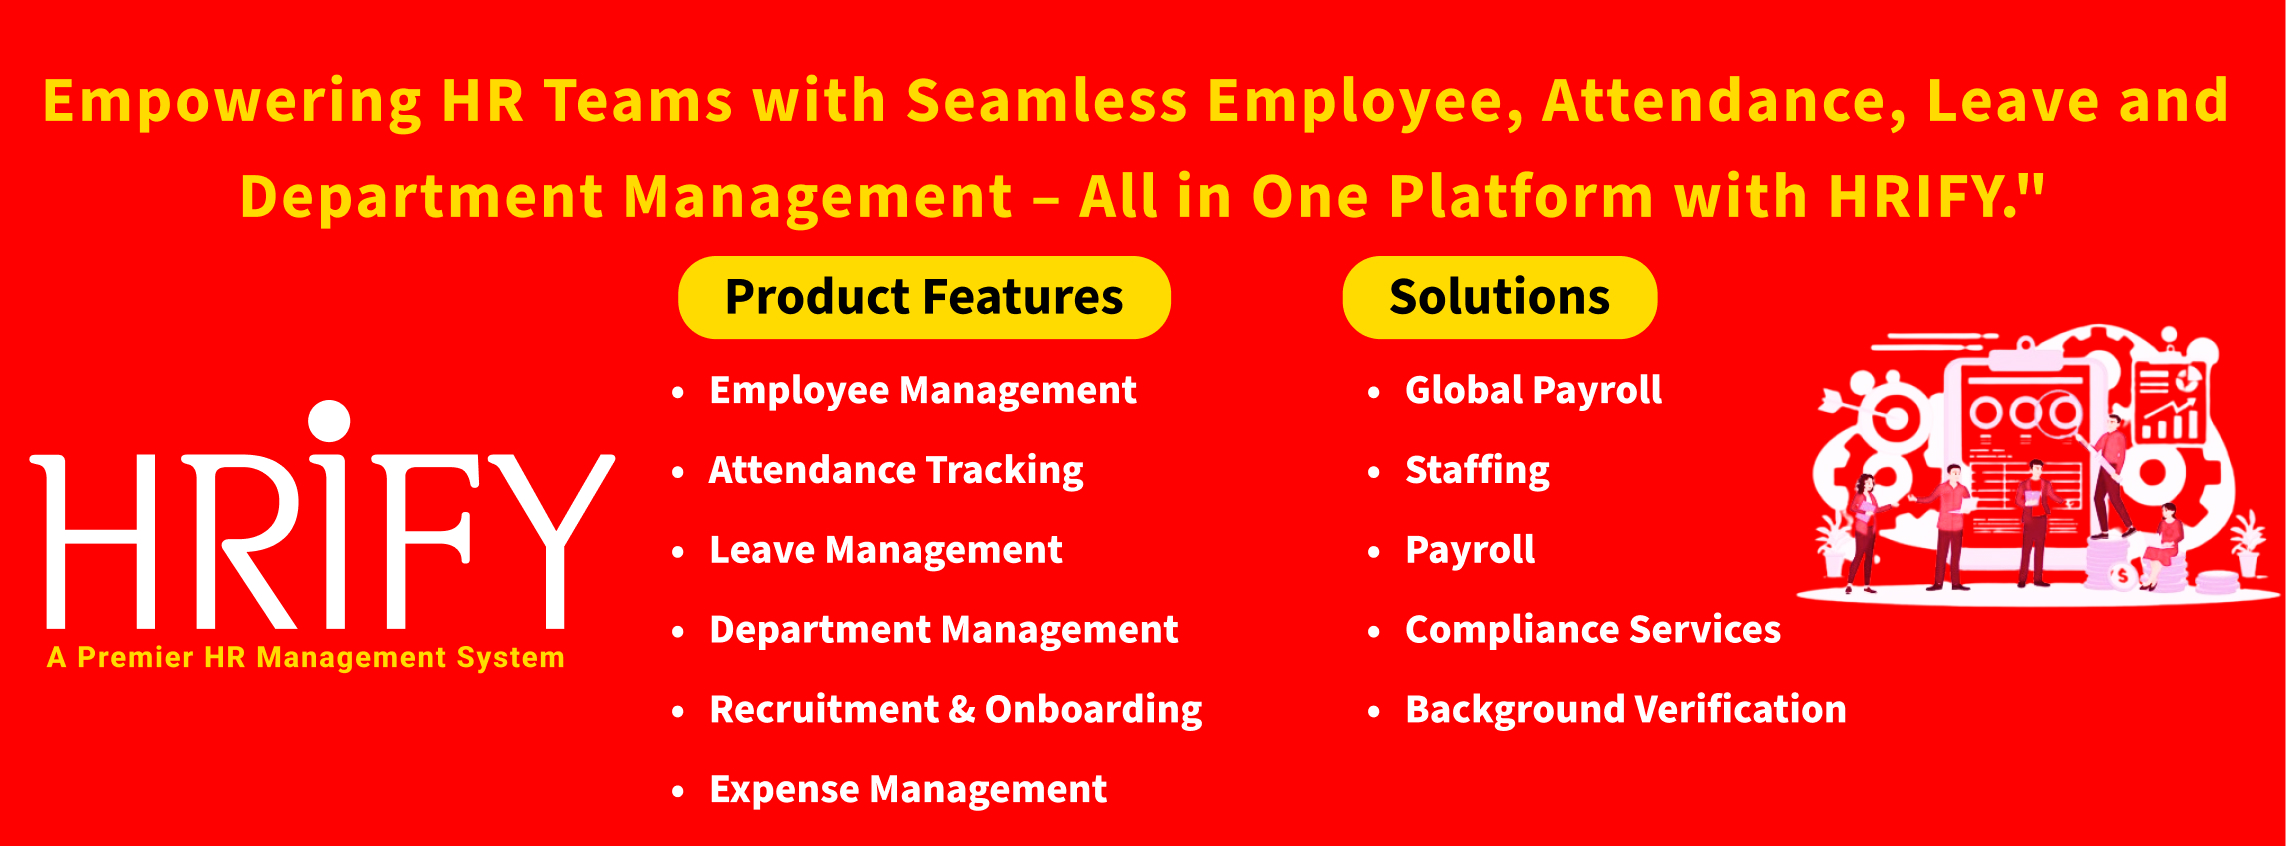 Empowering HR Teams with Seamless Employee, Attendance, Leave and
Department Management – All in One Platform with HRIFY."
HRiFY
A Premier HR Management System
Product Features
• Employee Management
• Attendance Tracking
• Leave Management
• Department Management
• Recruitment & Onboarding
• Expense Management
Solutions
• Global Payroll
• Staffing
• Payroll
• Compliance Services
• Background Verification
$